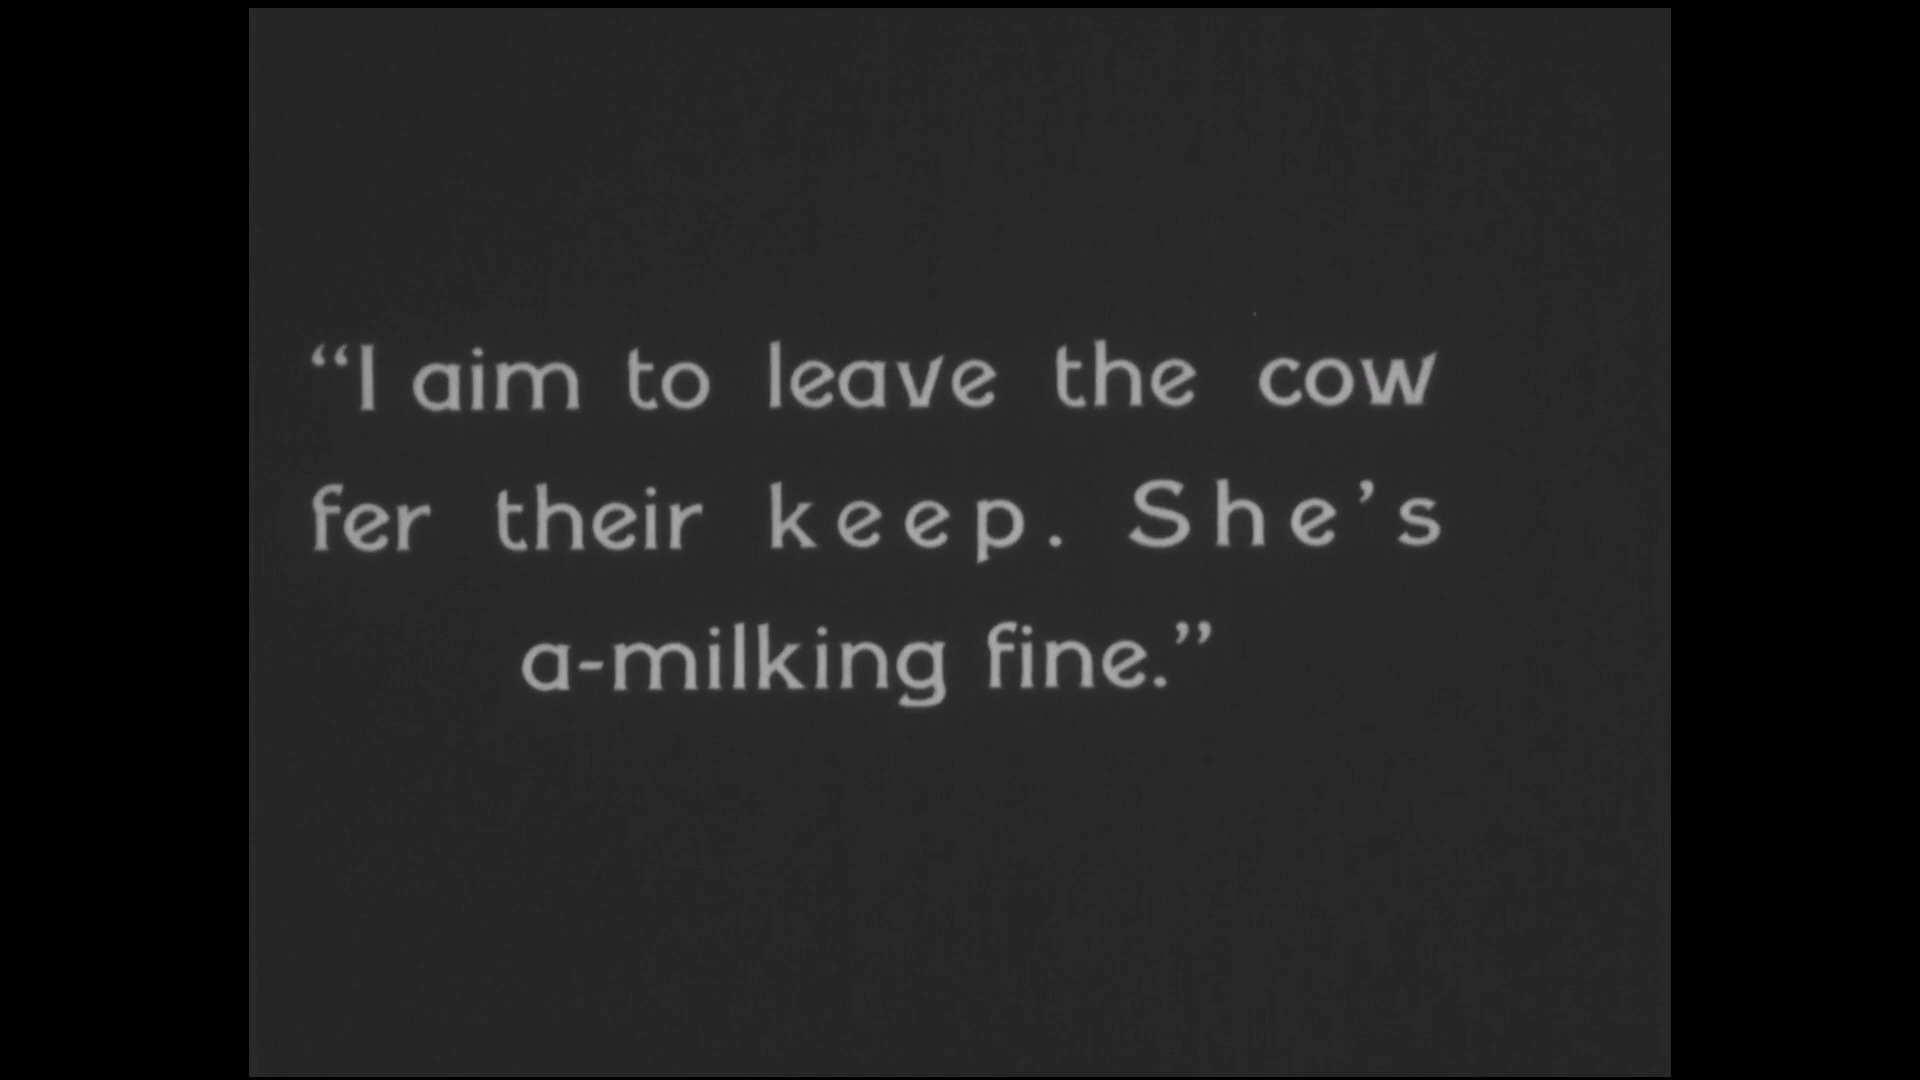 “I aim to leave the cow
fer their keep. She’s
a-milking fine.”